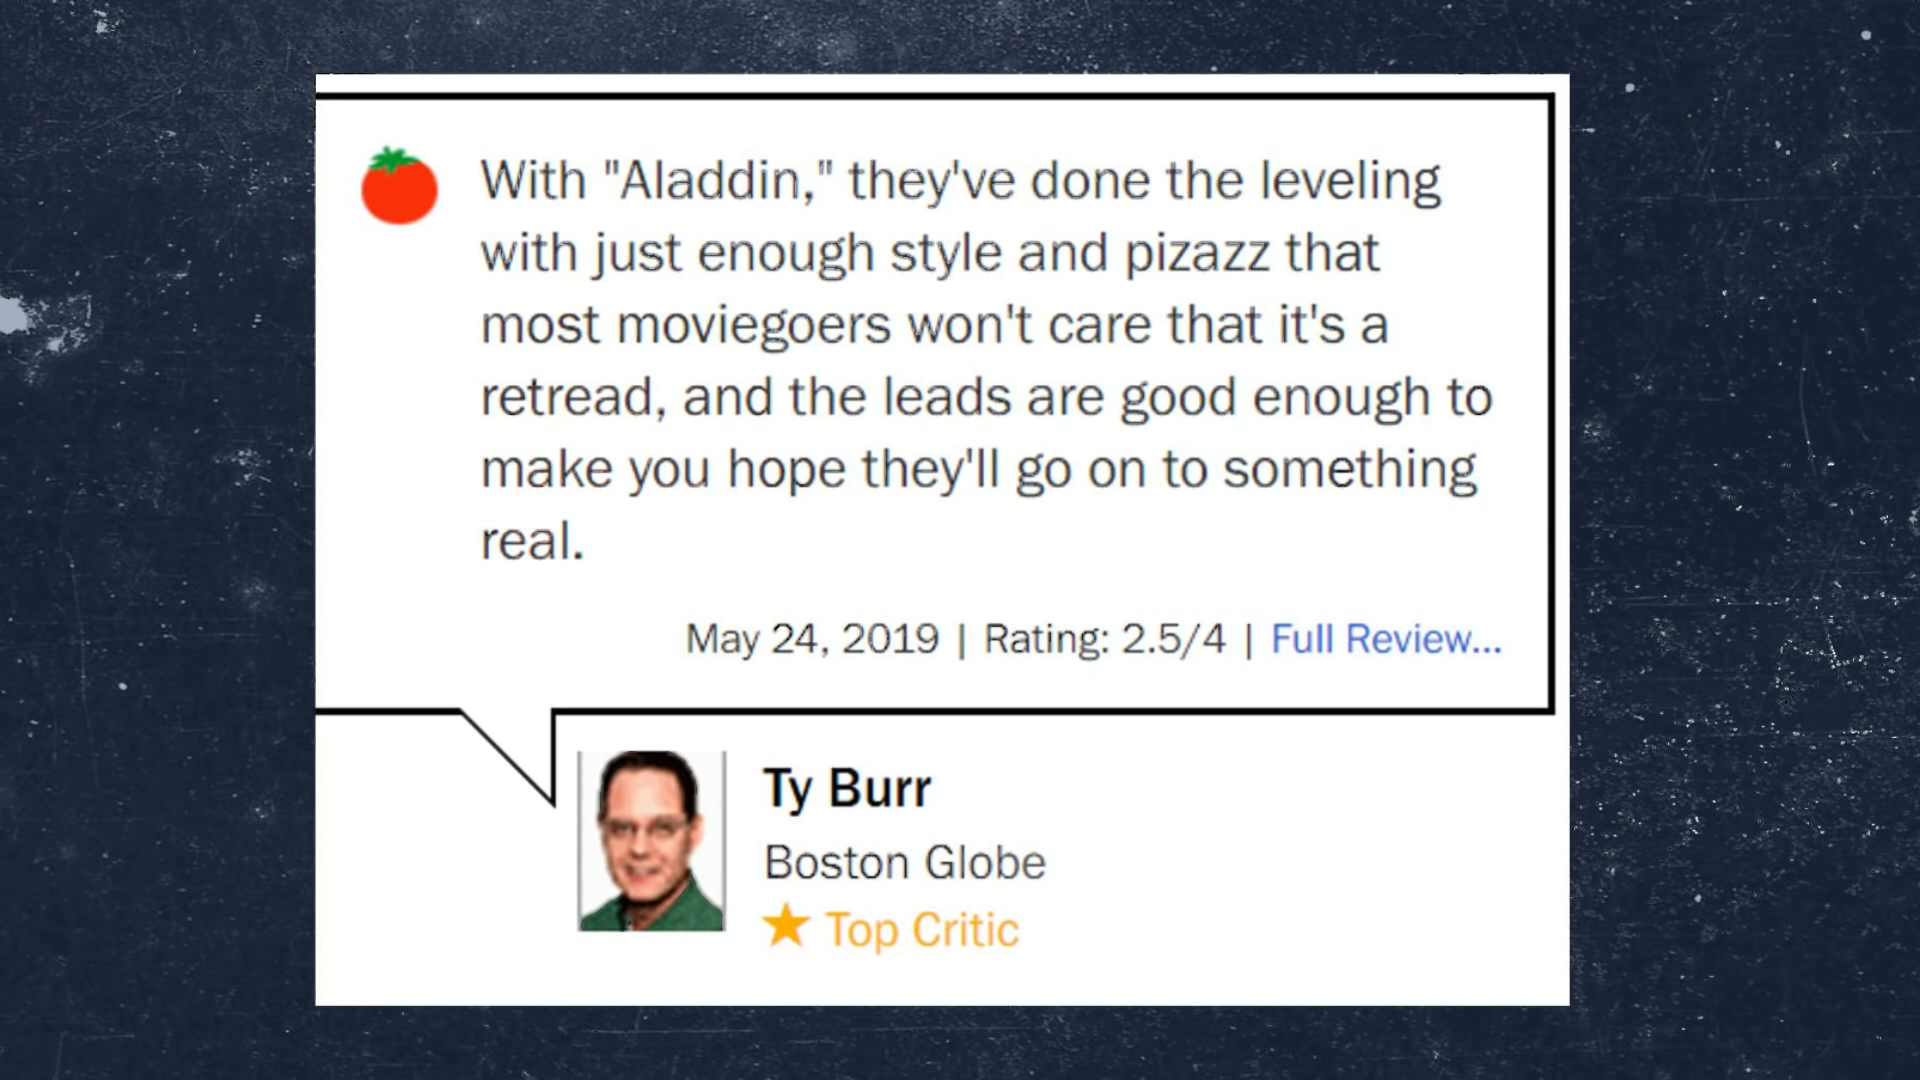 With "Aladdin," they've done the leveling
with just enough style and pizazz that
most moviegoers won't care that it's a
retread, and the leads are good enough to
make you hope they'll go on to something
real.
May 24, 2019 | Rating: 2.5/4 | Full Review...
Ty Burr
Boston Globe
Top Critic